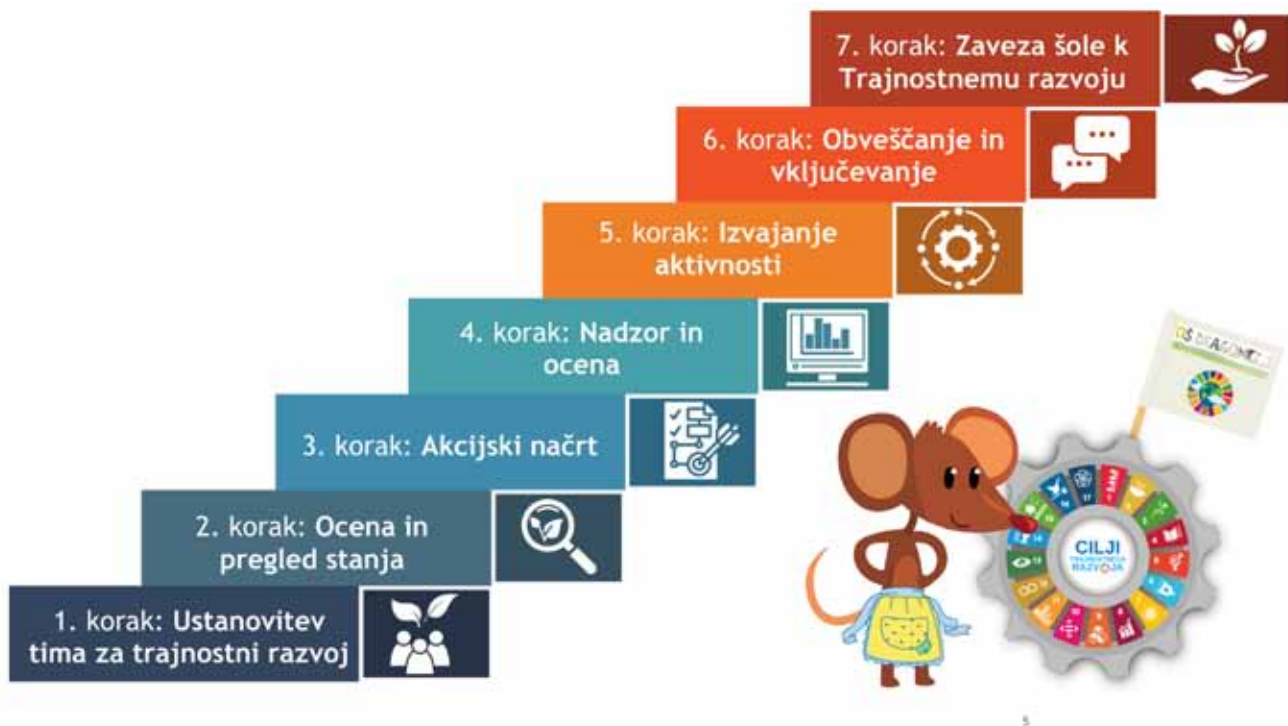 7. korak: Zaveza šole k
Trajnostnemu razvoju
6. korak: Obveščanje in
vključevanje
5. korak: Izvajanje
aktivnosti
4. korak: Nadzor in
ocena
3. korak: Akcijski načrt
2. korak: Ocena in
pregled stanja
1. korak: Ustanovitev
tima za trajnostni razvoj
CILJI
TRAJNOSTNEGA
RAZVOJA
5